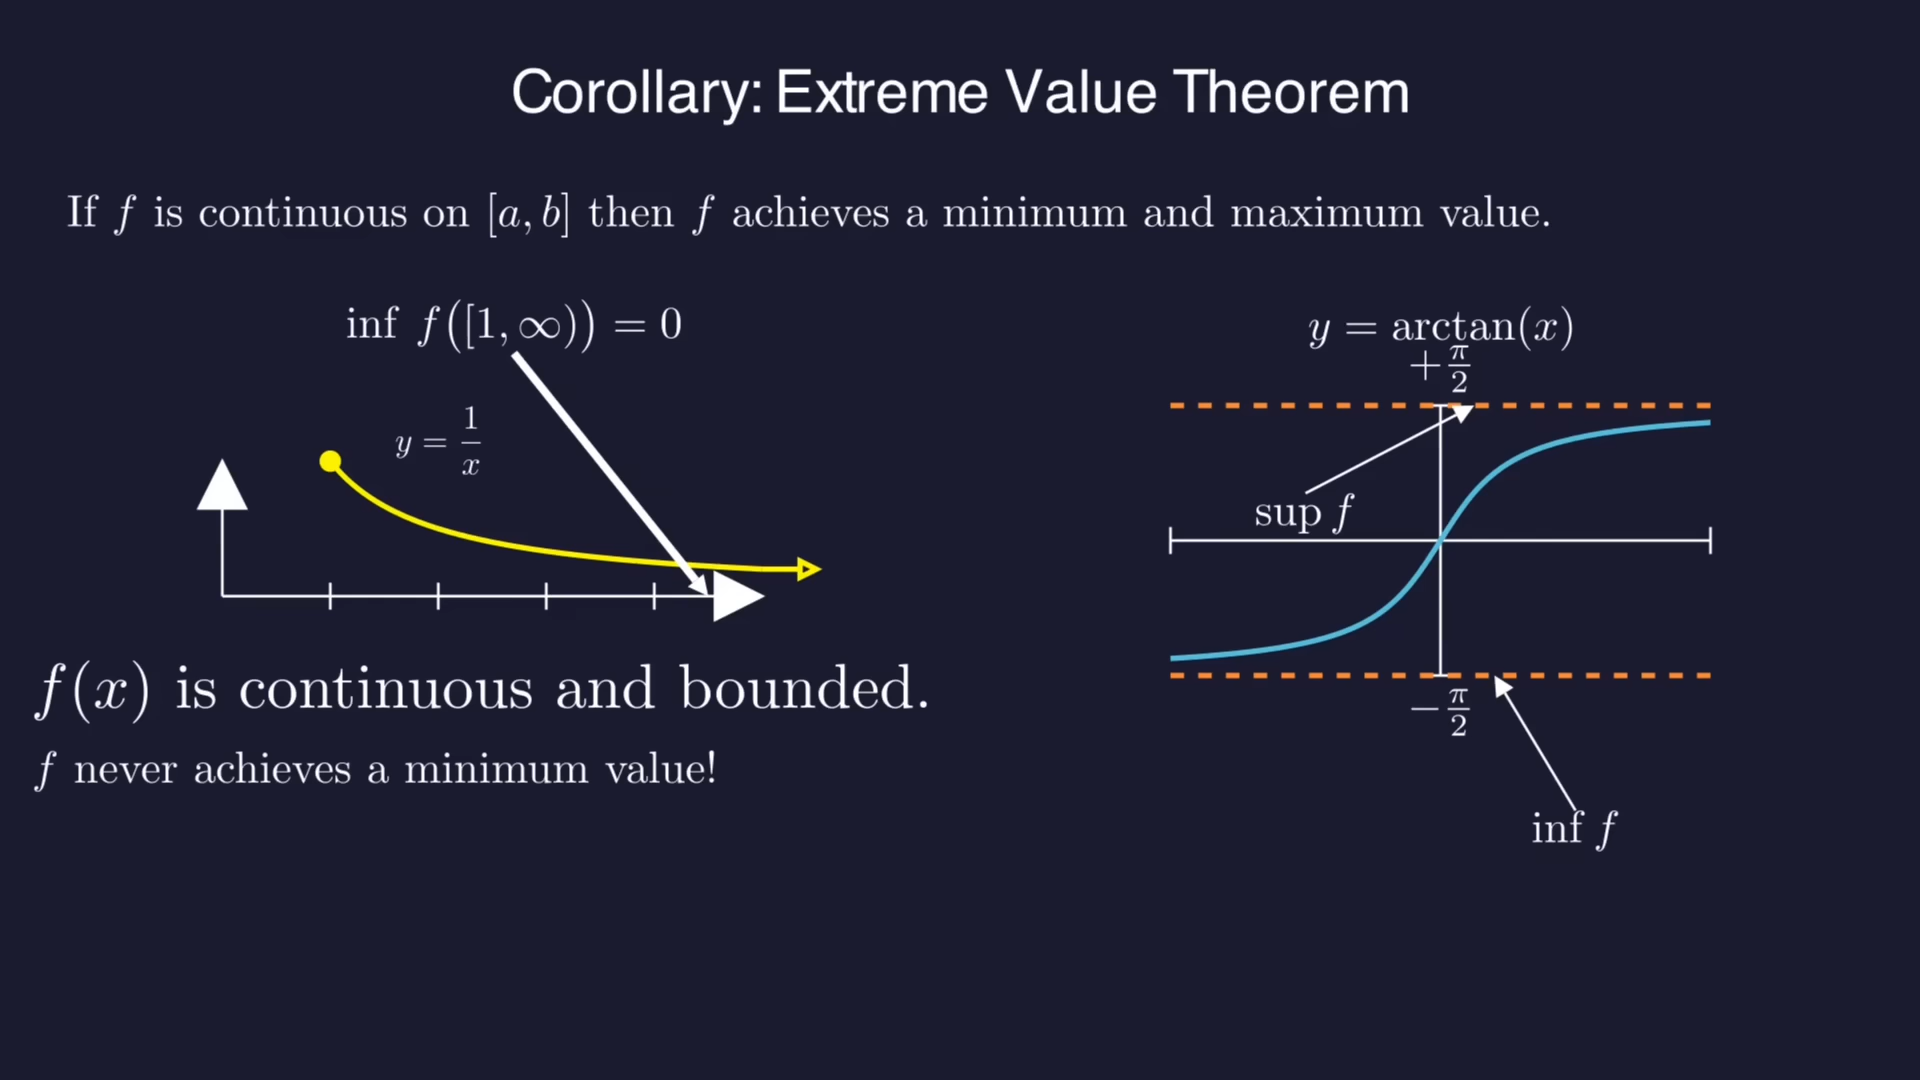 Corollary: Extreme Value Theorem
If f is continuous on [a, b] then f achieves a minimum and maximum value.
inf f([1, ∞)) = 0
y = 1/x
f(x) is continuous and bounded.
f never achieves a minimum value!
y = arctan(x)
+π/2
sup f
−π/2
inf f